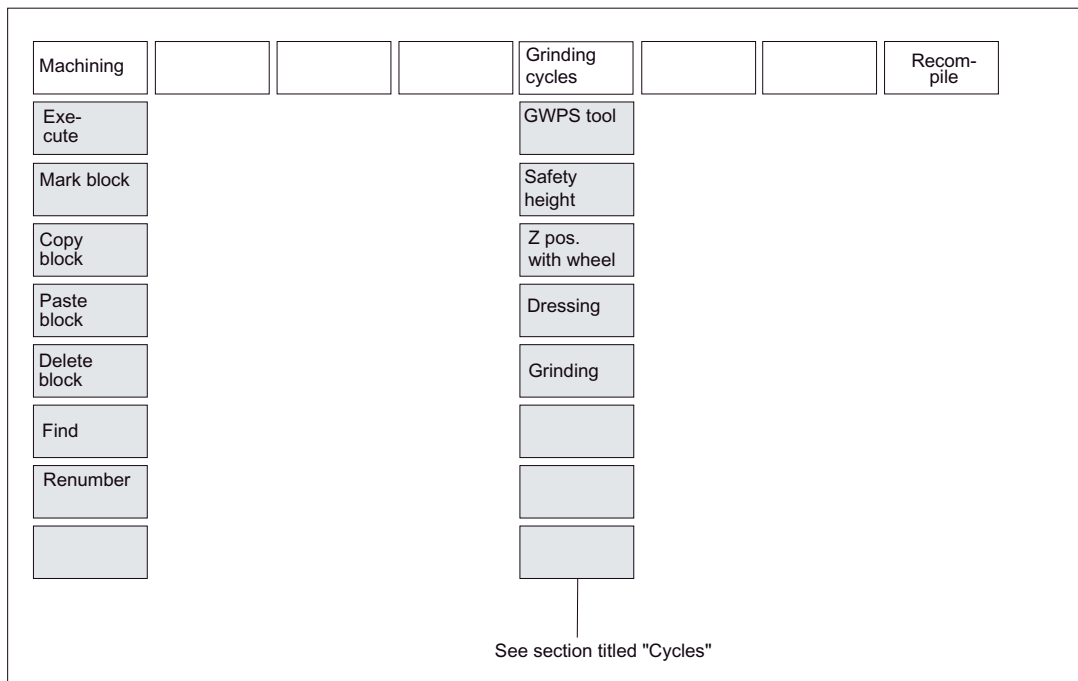 Machining
Grinding
cycles
Recom-
pile
Exe-
cute
Mark block
Copy
block
Paste
block
Delete
block
Find
Renumber
GWPS tool
Safety
height
Z pos.
with wheel
Dressing
Grinding
See section titled "Cycles"